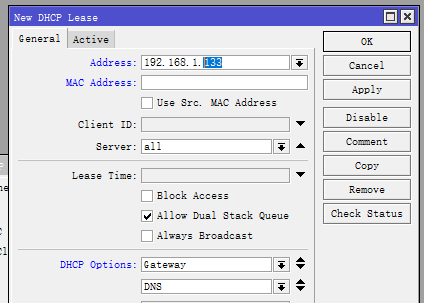 New DHCP Lease
General Active
Address: 192.168.1.133
MAC Address:
Use Src. MAC Address
Client ID:
Server: all
Lease Time:
Block Access
Allow Dual Stack Queue
Always Broadcast
DHCP Options: Gateway
DNS
OK
Cancel
Apply
Disable
Comment
Copy
Remove
Check Status